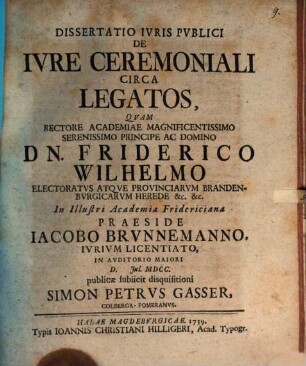 9.
DISSERTATIO IVRIS PVBLICI
DE
IVRE CEREMONIALI
CIRCA
LEGATOS,
QVAM
RECTORE ACADEMIAE MAGNIFICENTISSIMO
SERENISSIMO PRINCIPE AC DOMINO
DN. FRIDERICO
WILHELMO
ELECTORATVS ATQVE PROVINCIARVM BRANDEN-
BVRGICARVM HEREDE &c. &c.
In Illustri Academia Fridericiana
PRAESIDE
IACOBO BRVNNEMANNO,
IVRIVM LICENTIATO,
IN AVDITORIO MAIORI
D. Jul. MDCC.
publicæ subiicit disquisitioni
SIMON PETRVS GASSER,
COLBERGA-POMERANVS.
HALAE MAGDEBVRGICAE, 1739.
Typis IOANNIS CHRISTIANI HILLIGERI, Acad. Typogr.